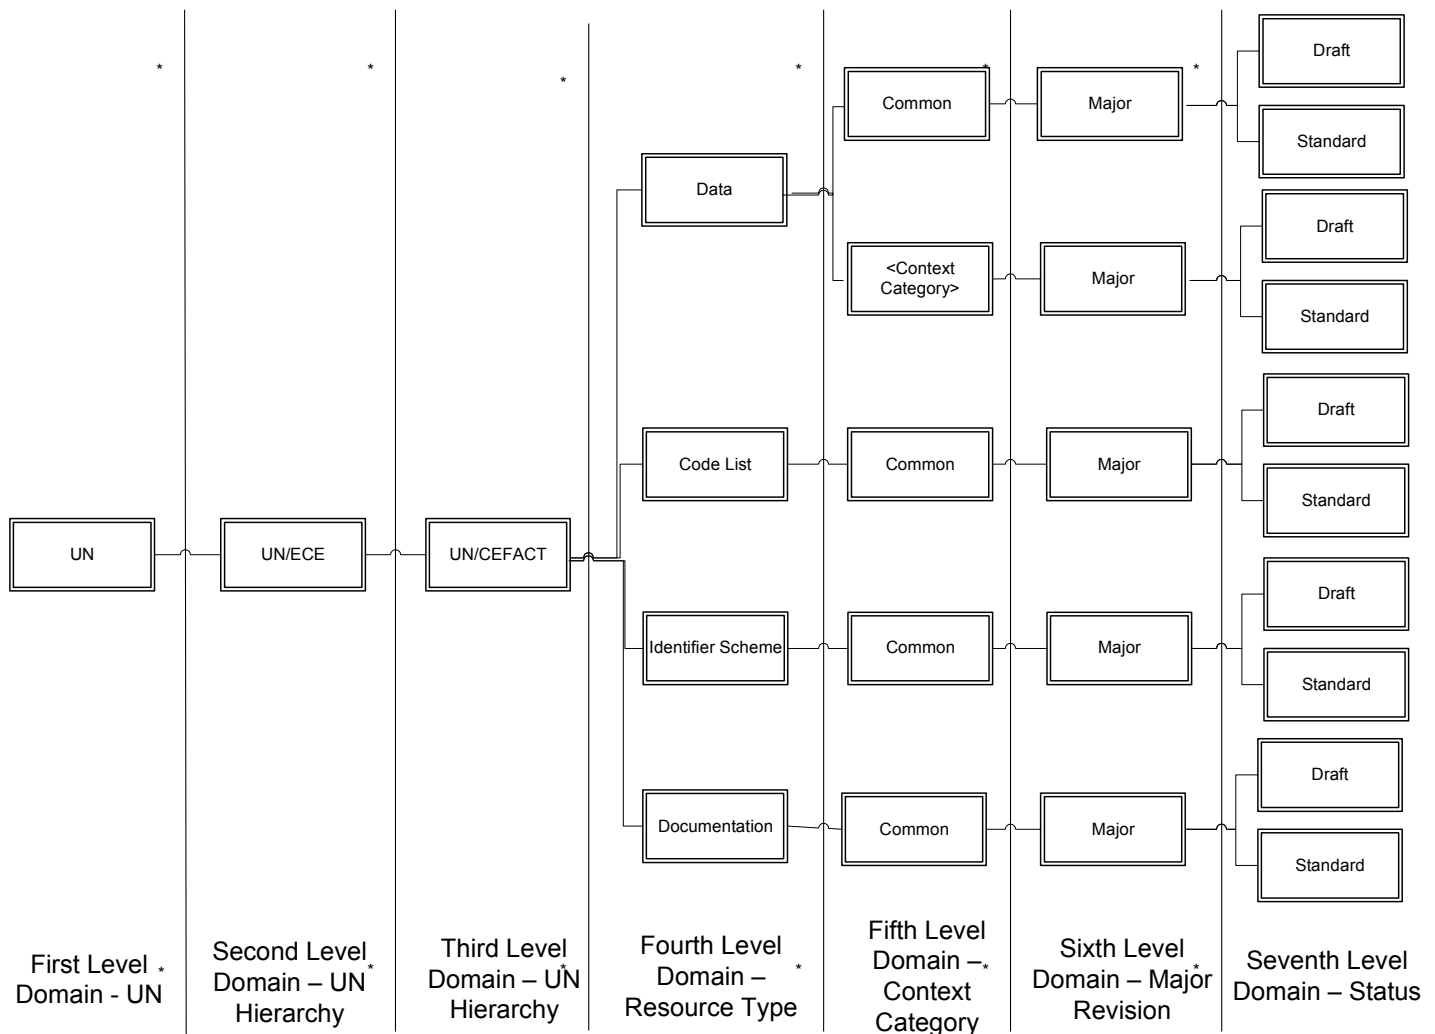 Draft
*
*
*
*
*
*
Common
Major
Standard
Data
Draft
<Context
Category>
Major
Standard
Draft
Code List
Common
Major
Standard
UN
UN/ECE
UN/CEFACT
Draft
Identifier Scheme
Common
Major
Standard
Draft
Documentation
Common
Major
Standard
First Level
Domain - UN
*
Second Level
Domain – UN
Hierarchy
*
Third Level
Domain – UN
Hierarchy
*
Fourth Level
Domain –
Resource Type
*
Fifth Level
Domain –
Context
Category
*
Sixth Level
Domain – Major
Revision
*
Seventh Level
Domain – Status